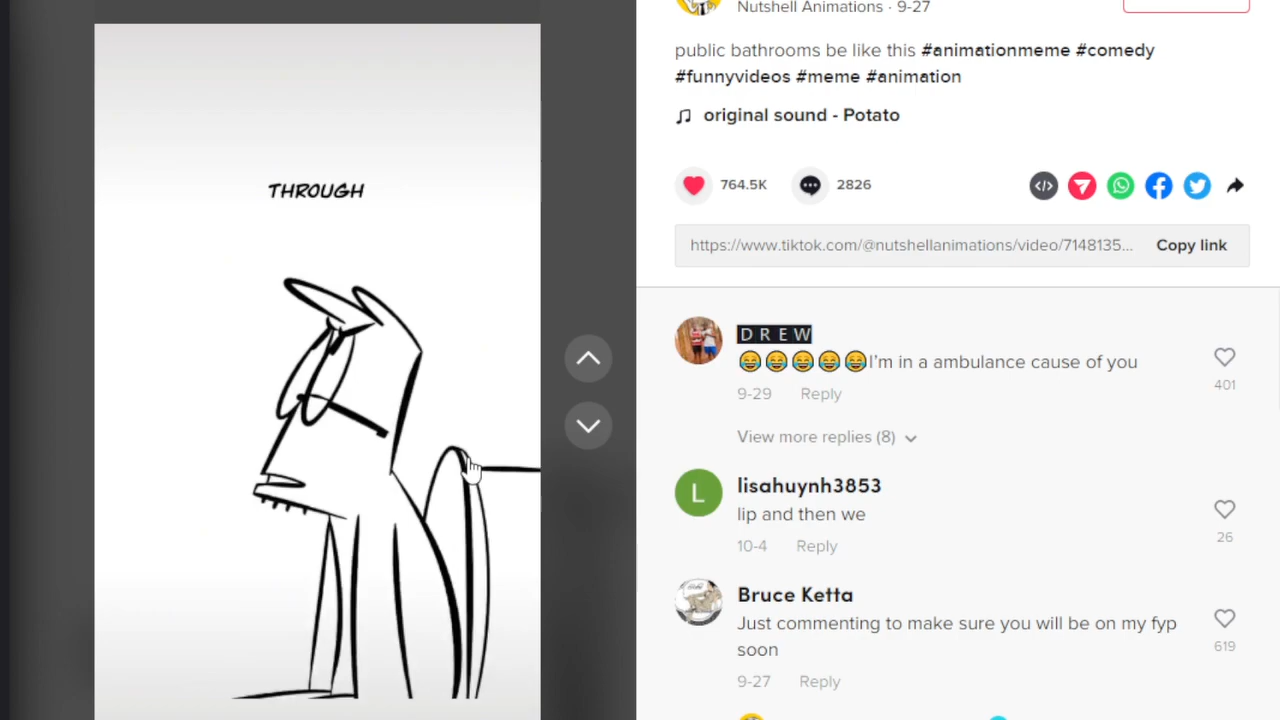 THROUGH
Nutshell Animations · 9-27
public bathrooms be like this #animationmeme #comedy
#funnyvideos #meme #animation
original sound - Potato
764.5K
2826
https://www.tiktok.com/@nutshellanimations/video/7148135...
Copy link
DREW
😂😂😂😂😂I'm in a ambulance cause of you
9-29 Reply
401
View more replies (8)
L
lisahuynh3853
lip and then we
26
10-4 Reply
Bruce Ketta
Just commenting to make sure you will be on my fyp
soon
619
9-27 Reply